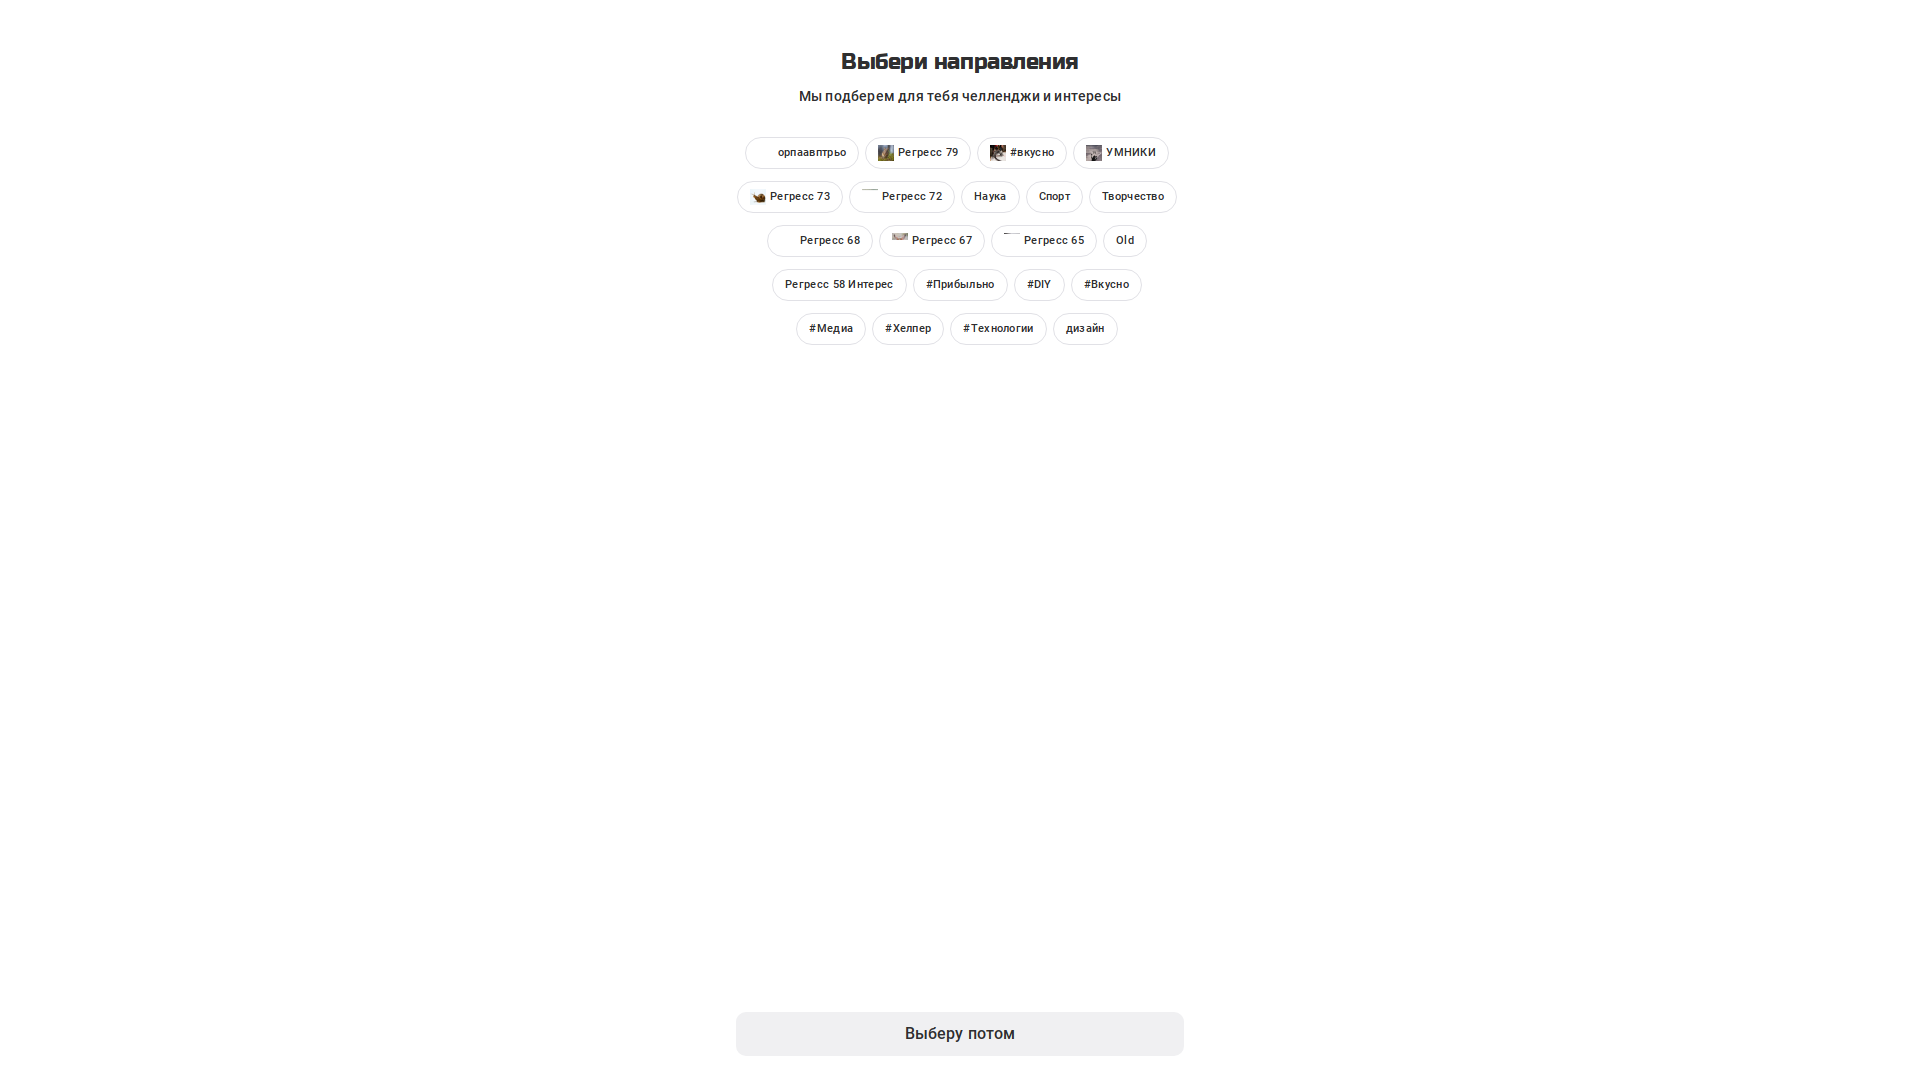 Выбери направления
Мы подберем для тебя челленджи и интересы
орпаавптрьо Регресс 79 #вкусно УМНИКИ
Регресс 73 Регресс 72 Наука Спорт Творчество
Регресс 68 Регресс 67 Регресс 65 Old
Регресс 58 Интерес #Прибыльно #DIY #Вкусно
#Медиа #Хелпер #Технологии дизайн
Выберу потом